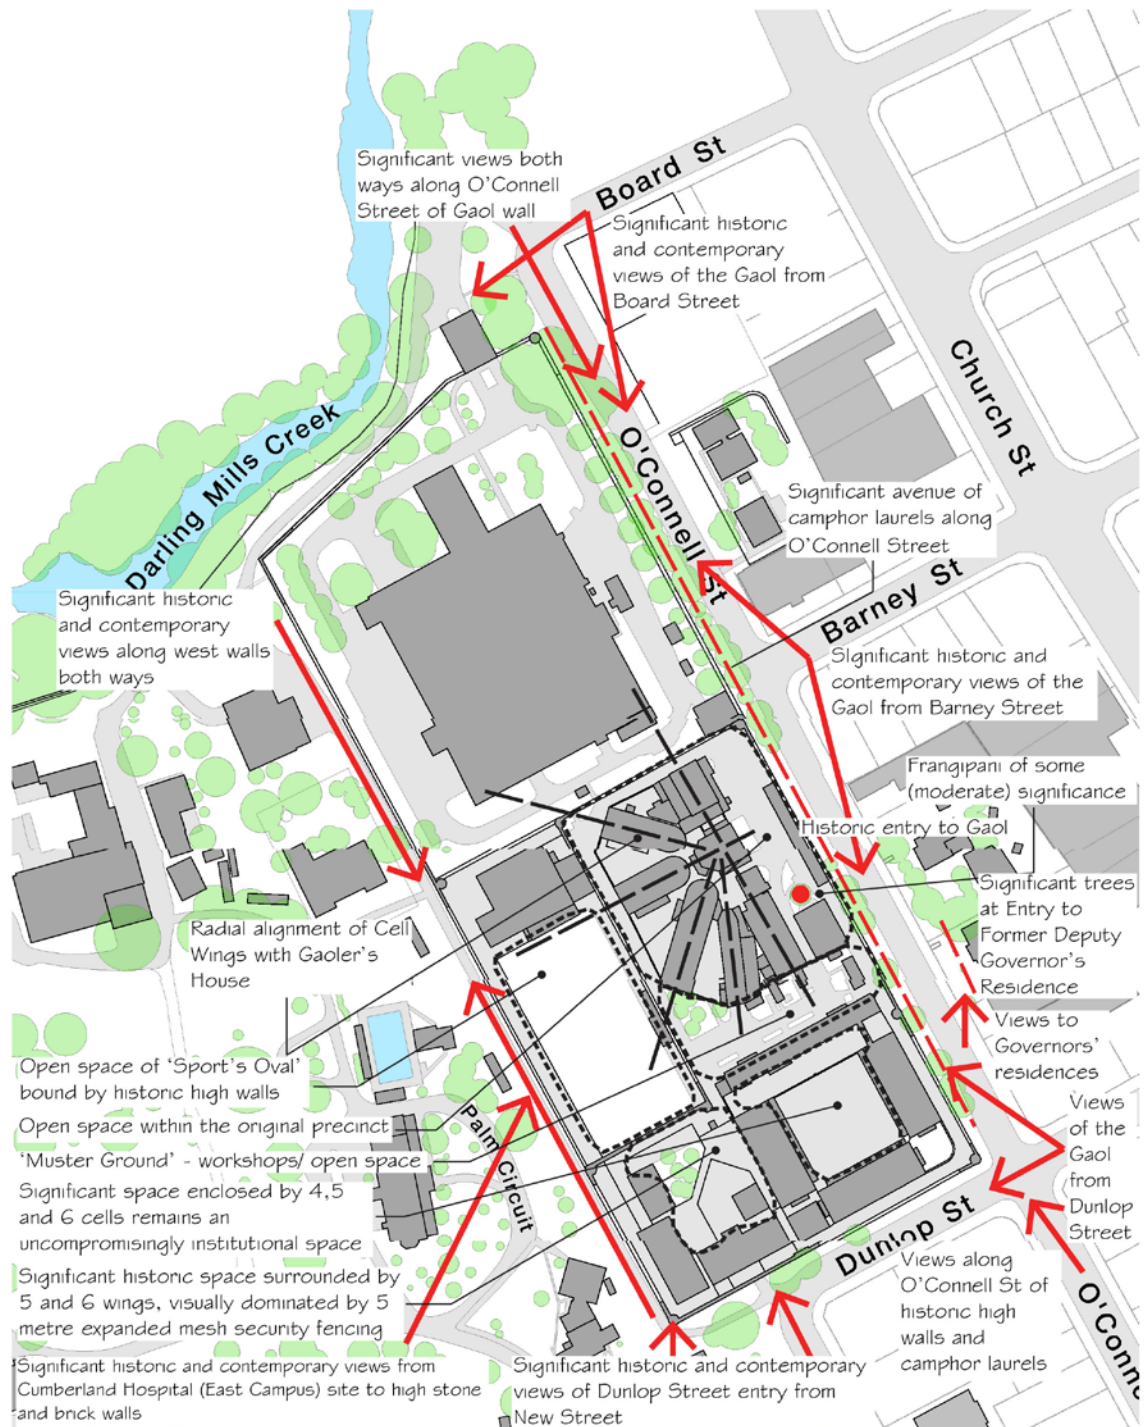 Significant views both
ways along O'Connell
Street of Gaol wall
Board St
Significant historic
and contemporary
views of the Gaol from
Board Street
Church St
Darling Mills Creek
O'Connell St
Significant avenue of
camphor laurels along
O'Connell Street
Barney St
Significant historic
and contemporary
views along west walls
both ways
SIgnificant historic and
contemporary views of the
Gaol from Barney Street
Frangipani of some
(moderate) significance
Historic entry to Gaol
Significant trees
at Entry to
Former Deputy
Governor's
Residence
Radial alignment of Cell
Wings with Gaoler's
House
Views to
Governors'
residences
Open space of 'Sport's Oval'
bound by historic high walls
Open space within the original precinct
'Muster Ground' - workshops/ open space
Palm Circuit
Views
of the
Gaol
from
Dunlop
Street
Significant space enclosed by 4,5
and 6 cells remains an
uncompromisingly institutional space
Dunlop St
Significant historic space surrounded by
5 and 6 wings, visually dominated by 5
metre expanded mesh security fencing
Views along
O'Connell St of
historic high
walls and
camphor laurels
O'Conne
Significant historic and contemporary views from
Cumberland Hospital (East Campus) site to high stone
and brick walls
Significant historic and contemporary
views of Dunlop Street entry from
New Street